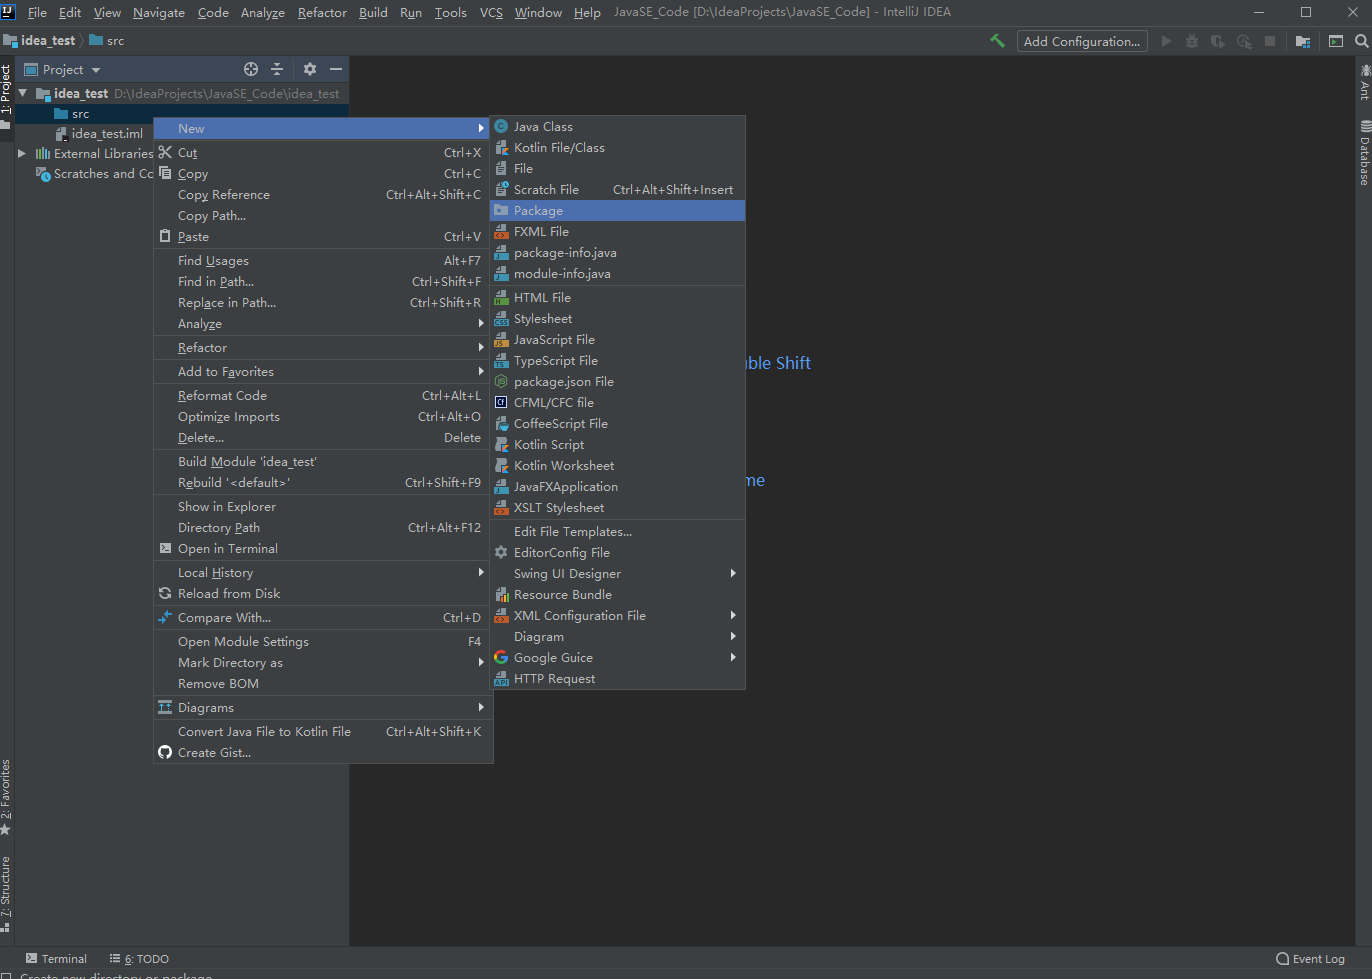 File Edit View Navigate Code Analyze Refactor Build Run Tools VCS Window Help JavaSE_Code [D:\IdeaProjects\JavaSE_Code] - IntelliJ IDEA
idea_test src
Add Configuration...
1: Project
Project
idea_test D:\IdeaProjects\JavaSE_Code\idea_test
src
idea_test.iml
External Libraries
Scratches and Co
New
Cut Ctrl+X
Copy Ctrl+C
Copy Reference Ctrl+Alt+Shift+C
Copy Path...
Paste Ctrl+V
Find Usages Alt+F7
Find in Path... Ctrl+Shift+F
Replace in Path... Ctrl+Shift+R
Analyze
Refactor
Add to Favorites
Reformat Code Ctrl+Alt+L
Optimize Imports Ctrl+Alt+O
Delete... Delete
Build Module 'idea_test'
Rebuild '<default>' Ctrl+Shift+F9
Show in Explorer
Directory Path Ctrl+Alt+F12
Open in Terminal
Local History
Reload from Disk
Compare With... Ctrl+D
Open Module Settings F4
Mark Directory as
Remove BOM
Diagrams
Convert Java File to Kotlin File Ctrl+Alt+Shift+K
Create Gist...
Java Class
Kotlin File/Class
File
Scratch File Ctrl+Alt+Shift+Insert
Package
FXML File
package-info.java
module-info.java
HTML File
Stylesheet
JavaScript File
TypeScript File
package.json File
CFML/CFC file
CoffeeScript File
Kotlin Script
Kotlin Worksheet
JavaFXApplication
XSLT Stylesheet
Edit File Templates...
EditorConfig File
Swing UI Designer
Resource Bundle
XML Configuration File
Diagram
Google Guice
HTTP Request
ble Shift
me
Ant
Database
2: Favorites
7: Structure
Terminal 6: TODO
Event Log
Create new directory or package